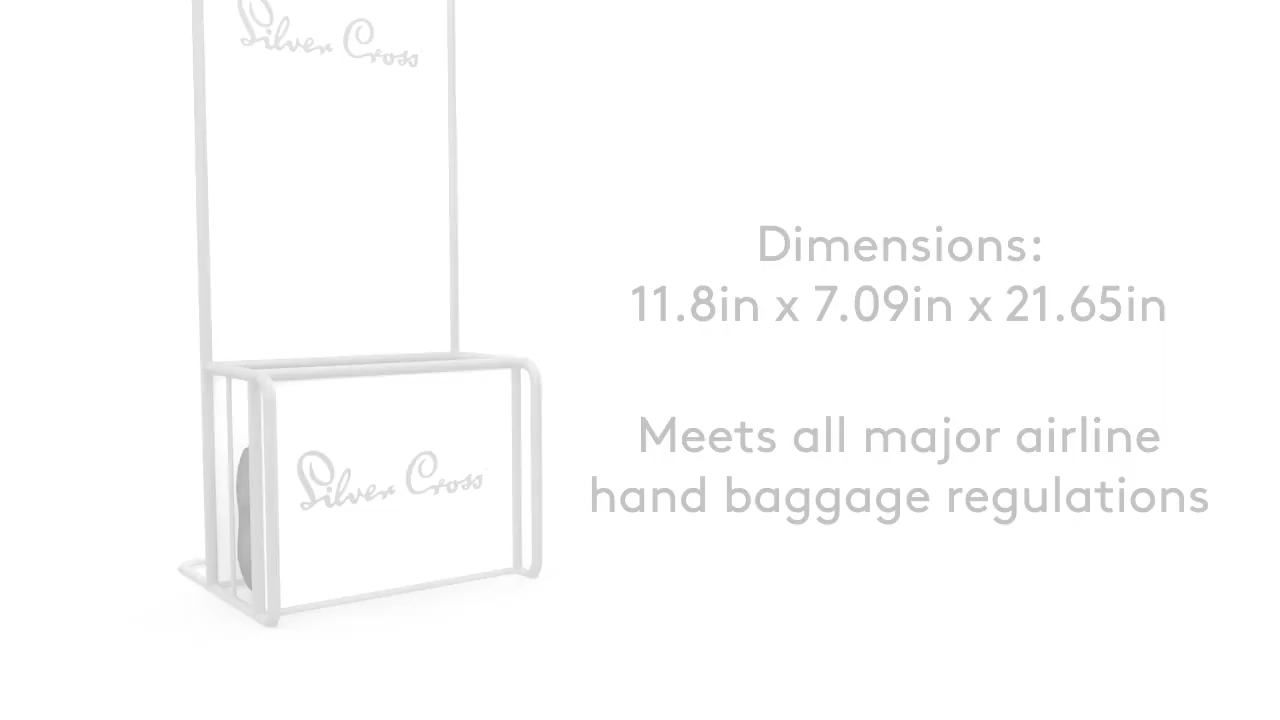 Silver Cross
Dimensions:
11.8in x 7.09in x 21.65in
Meets all major airline
hand baggage regulations
Silver Cross